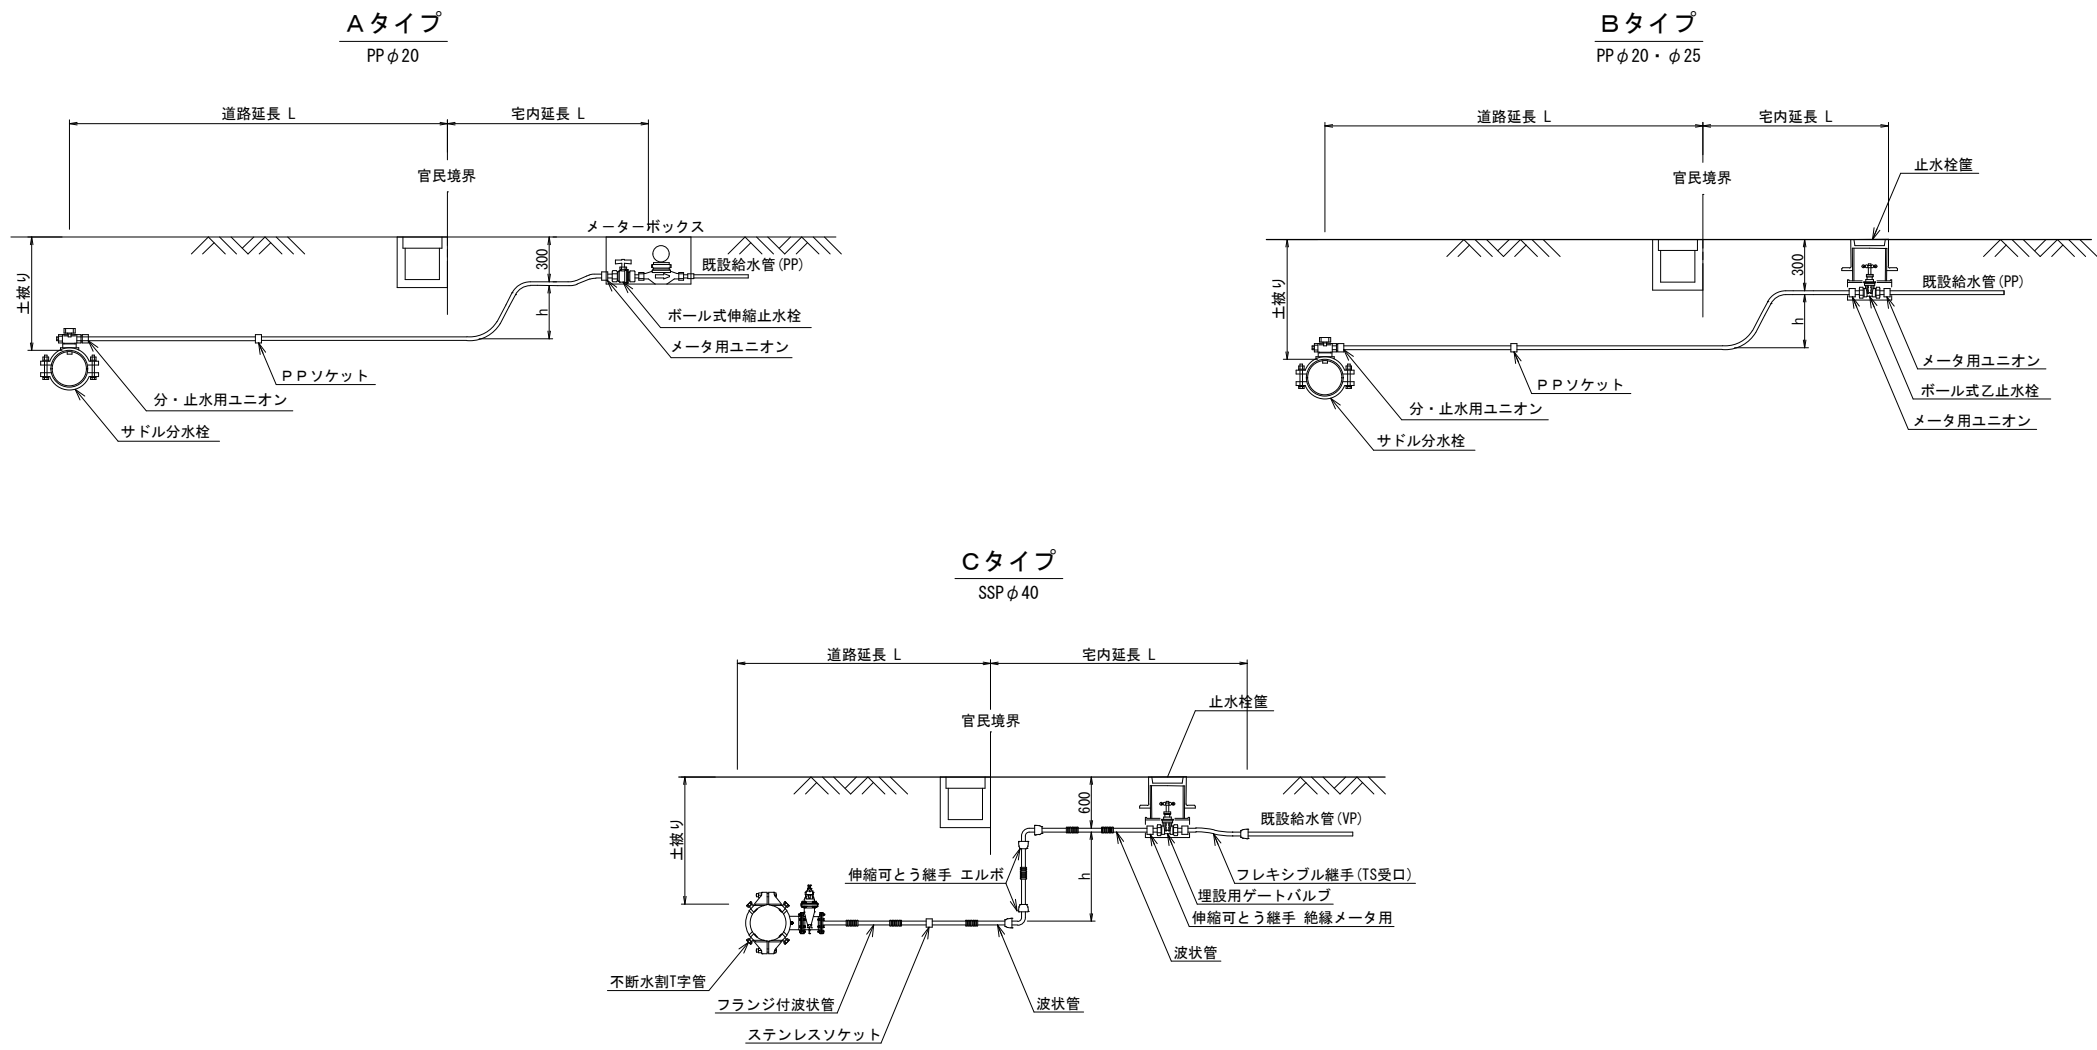 Aタイプ
PPφ20
道路延長 L
宅内延長 L
官民境界
メーターボックス
土被り
300
h
既設給水管(PP)
ボール式伸縮止水栓
メータ用ユニオン
PPソケット
分・止水用ユニオン
サドル分水栓
Bタイプ
PPφ20・φ25
道路延長 L
宅内延長 L
官民境界
止水栓筐
土被り
300
h
既設給水管(PP)
メータ用ユニオン
ボール式乙止水栓
メータ用ユニオン
PPソケット
分・止水用ユニオン
サドル分水栓
Cタイプ
SSPφ40
道路延長 L
宅内延長 L
官民境界
止水栓筐
土被り
600
h
既設給水管(VP)
伸縮可とう継手 エルボ
フレキシブル継手(TS受口)
埋設用ゲートバルブ
伸縮可とう継手 絶縁メータ用
波状管
不断水割T字管
フランジ付波状管
波状管
ステンレスソケット